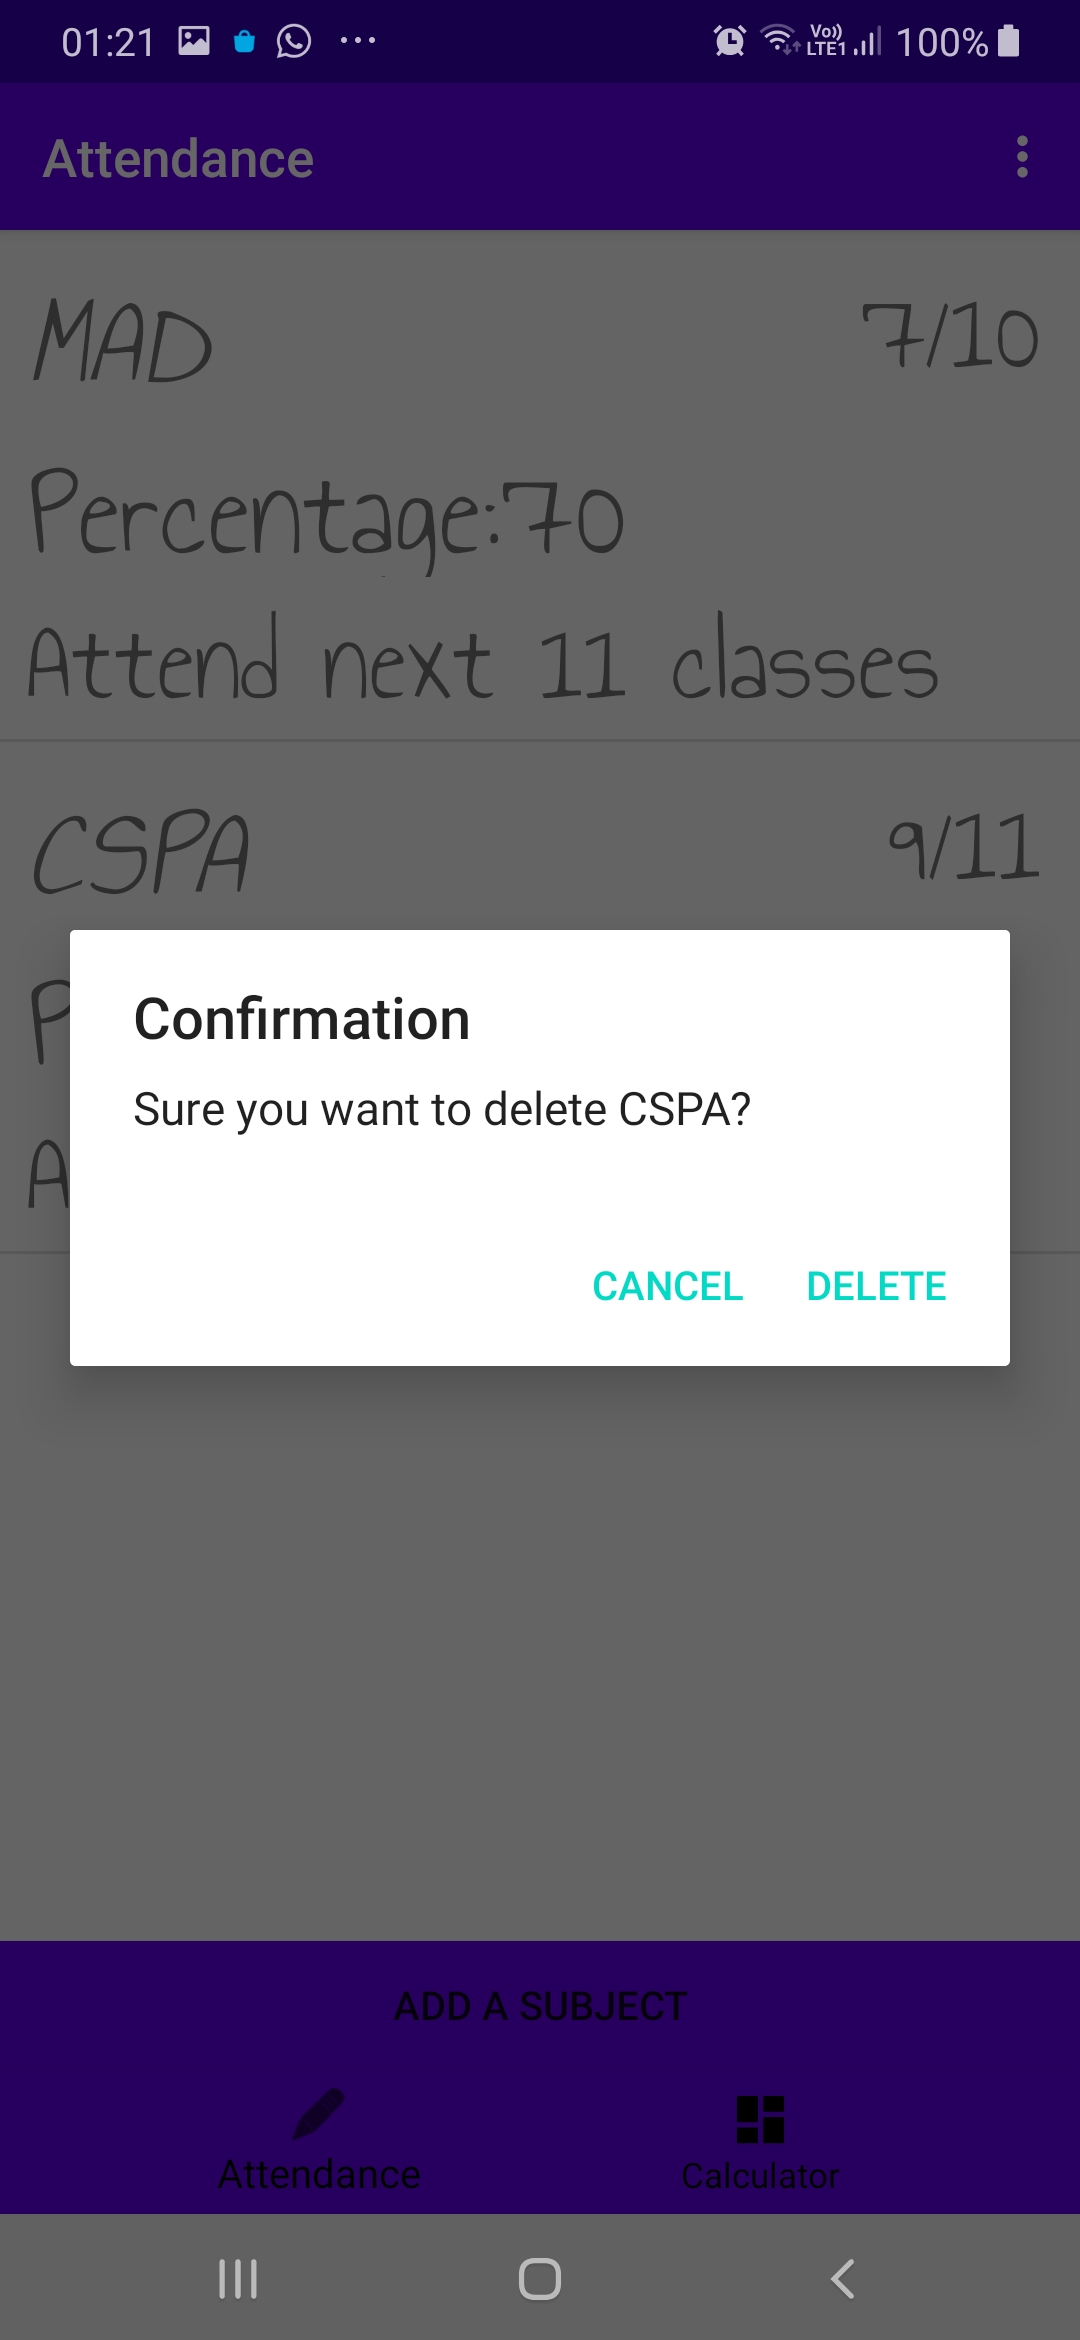 01:21 Vo)) LTE1 100%
Attendance
MAD 7/10
Percentage:70
Attend next 11 classes
CSPA 9/11
P
A
Confirmation
Sure you want to delete CSPA?
CANCEL DELETE
ADD A SUBJECT
Attendance Calculator